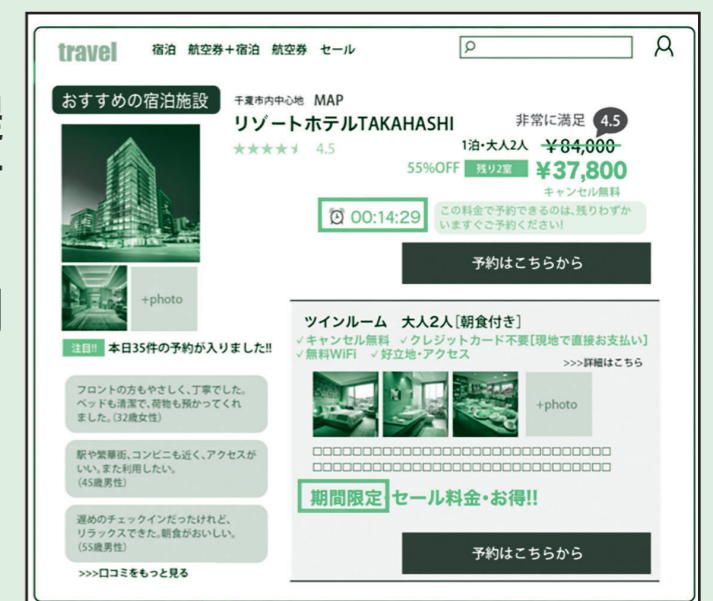 travel
宿泊 航空券+宿泊 航空券 セール
おすすめの宿泊施設
千夏市内中心地 MAP
リゾートホテルTAKAHASHI
★★★★★ 4.5
非常に満足 4.5
1泊・大人2人 ¥84,000
55%OFF 残り2室 ¥37,800
キャンセル無料
00:14:29
この料金で予約できるのは、残りわずか
いますぐご予約ください!
予約はこちらから
+photo
注目!! 本日35件の予約が入りました!!
フロントの方もやさしく、丁寧でした。
ベッドも清潔で、荷物も預かってくれ
ました。(32歳女性)
駅や繁華街、コンビニも近く、アクセスが
いい。また利用したい。
(45歳男性)
遅めのチェックインだったけれど、
リラックスできた。朝食がおいしい。
(55歳男性)
>>>口コミをもっと見る
ツインルーム 大人2人[朝食付き]
✓キャンセル無料 ✓クレジットカード不要[現地で直接お支払い]
✓無料WiFi ✓好立地・アクセス
>>>詳細はこちら
+photo
□□□□□□□□□□□□□□□□□□□□□□□□□□□□
□□□□□□□□□□□□□□□□□□□□□□□□□□□□
期間限定・セール料金・お得!!
予約はこちらから